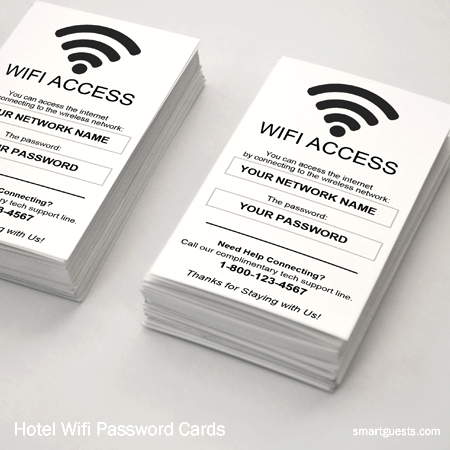 WIFI ACCESS
You can access the internet
connecting to the wireless network:
YOUR NETWORK NAME
The password:
YOUR PASSWORD
Connecting?
tary tech support line.
123-4567
ying with Us!
WIFI ACCESS
You can access the internet
by connecting to the wireless network:
YOUR NETWORK NAME
The password:
YOUR PASSWORD
Need Help Connecting?
Call our complimentary tech support line.
1-800-123-4567
Thanks for Staying with Us!
Hotel Wifi Password Cards
smartguests.com